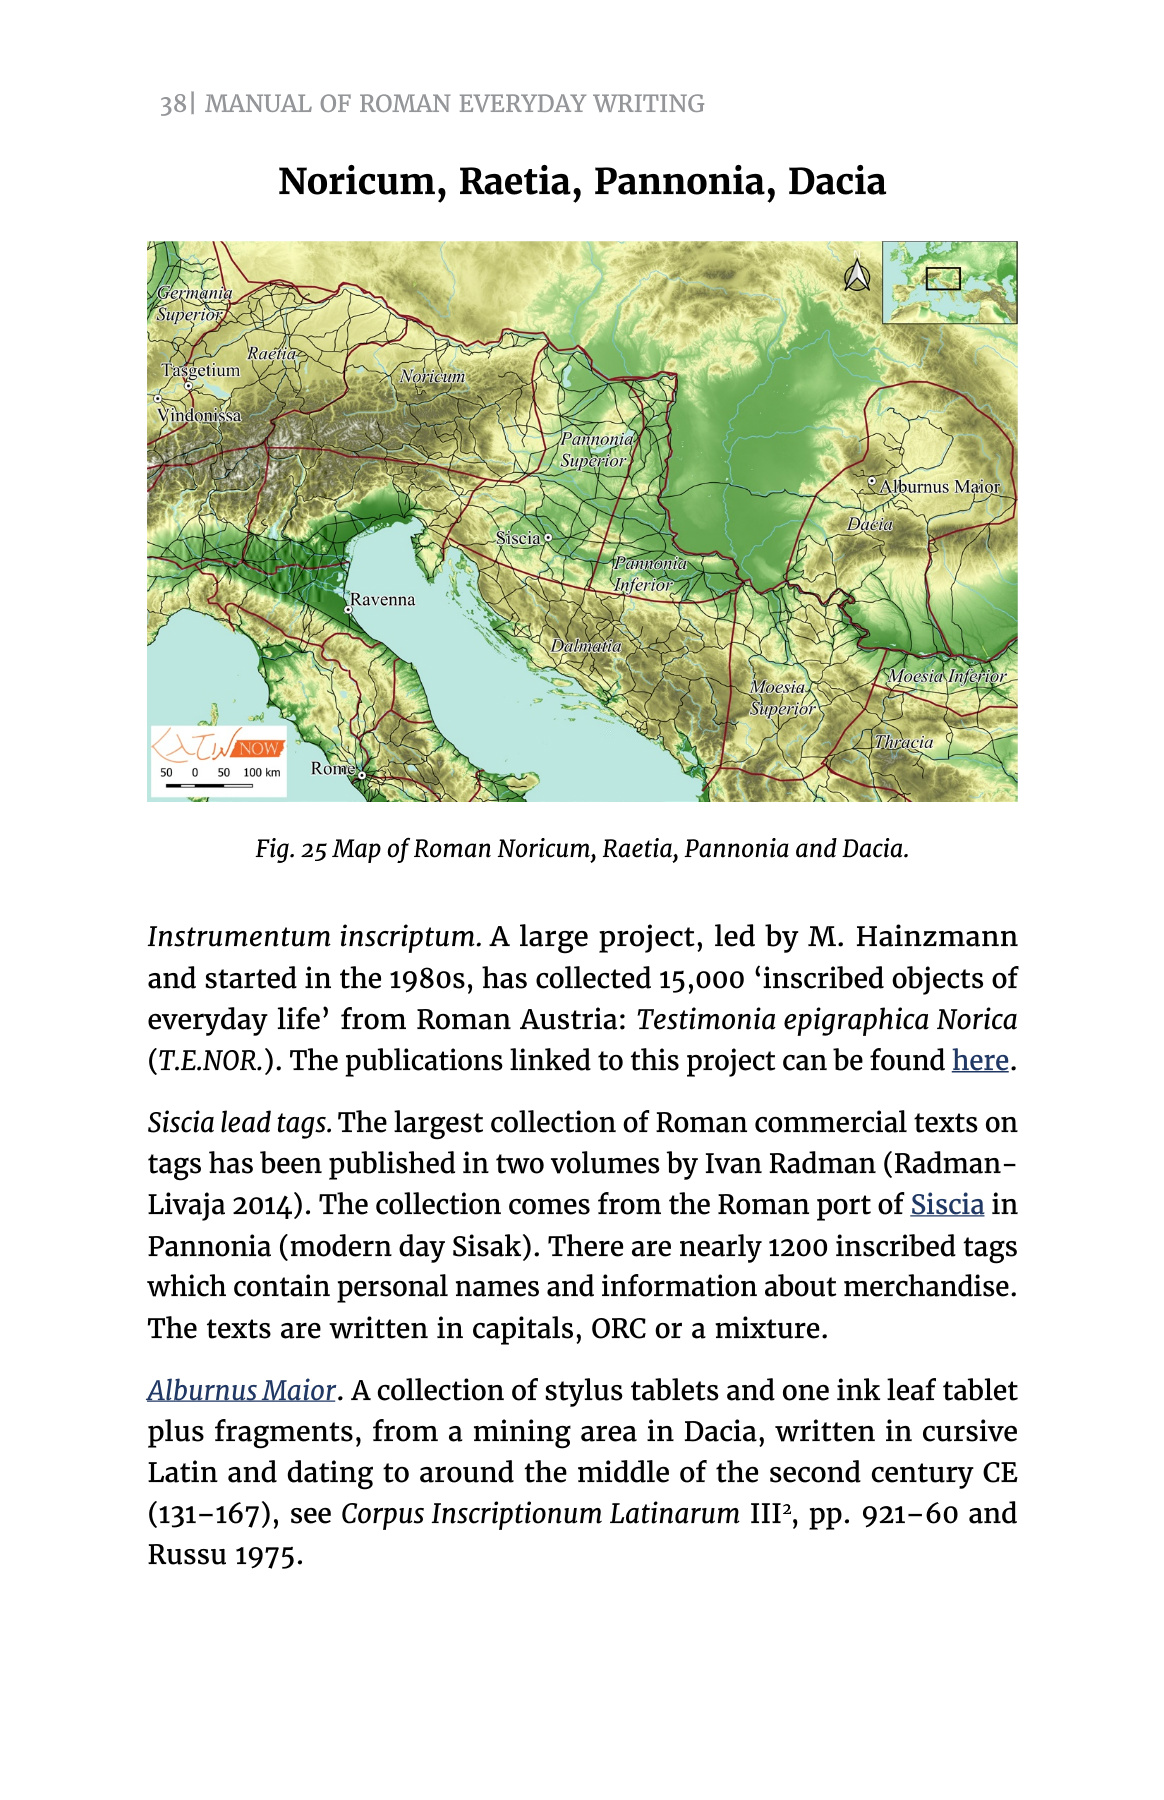 38| MANUAL OF ROMAN EVERYDAY WRITING
Noricum, Raetia, Pannonia, Dacia
Germania
Superior
Raetia
Tasgetium
Noricum
Vindonissa
Pannonia
Superior
Alburnus Maior
Dacia
Siscia
Pannonia
Inferior
Ravenna
Dalmatia
Moesia Inferior
Moesia
Superior
Thracia
LATIN NOW
Rome
50 0 50 100 km
Fig. 25 Map of Roman Noricum, Raetia, Pannonia and Dacia.
Instrumentum inscriptum. A large project, led by M. Hainzmann
and started in the 1980s, has collected 15,000 ‘inscribed objects of
everyday life’ from Roman Austria: Testimonia epigraphica Norica
(T.E.NOR.). The publications linked to this project can be found here.
Siscia lead tags. The largest collection of Roman commercial texts on
tags has been published in two volumes by Ivan Radman (Radman-
Livaja 2014). The collection comes from the Roman port of Siscia in
Pannonia (modern day Sisak). There are nearly 1200 inscribed tags
which contain personal names and information about merchandise.
The texts are written in capitals, ORC or a mixture.
Alburnus Maior. A collection of stylus tablets and one ink leaf tablet
plus fragments, from a mining area in Dacia, written in cursive
Latin and dating to around the middle of the second century CE
(131–167), see Corpus Inscriptionum Latinarum III², pp. 921–60 and
Russu 1975.